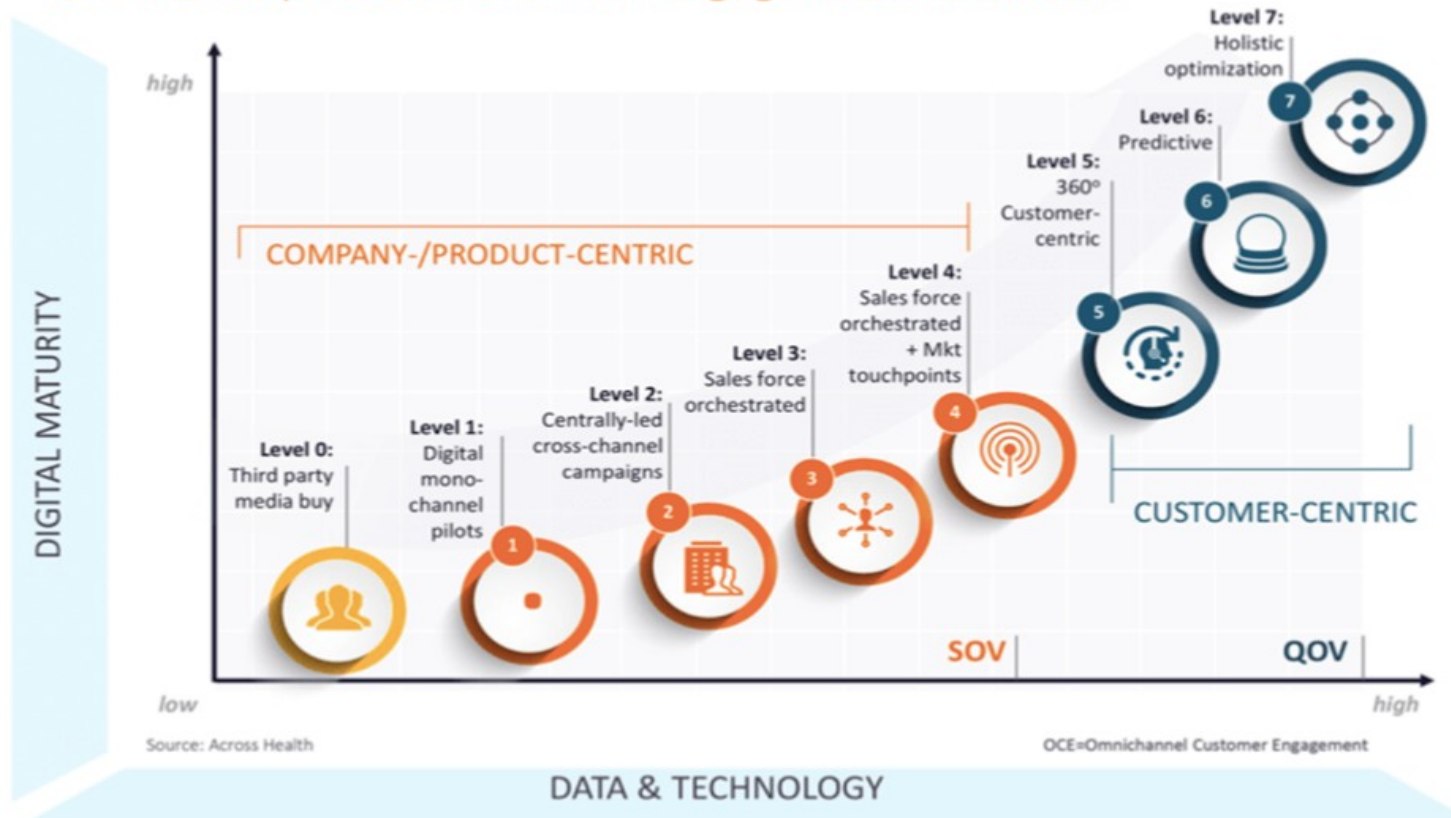 Level 7:
Holistic
optimization
high
7
Level 6:
Predictive
Level 5:
360º
Customer-
centric
6
COMPANY-/PRODUCT-CENTRIC
Level 4:
Sales force
orchestrated
+ Mkt
touchpoints
5
Level 3:
Sales force
orchestrated
Level 2:
Centrally-led
cross-channel
campaigns
Level 1:
Digital
mono-
channel
pilots
Level 0:
Third party
media buy
4
3
2
1
CUSTOMER-CENTRIC
DIGITAL MATURITY
SOV
QOV
low
high
Source: Across Health
OCE=Omnichannel Customer Engagement
DATA & TECHNOLOGY